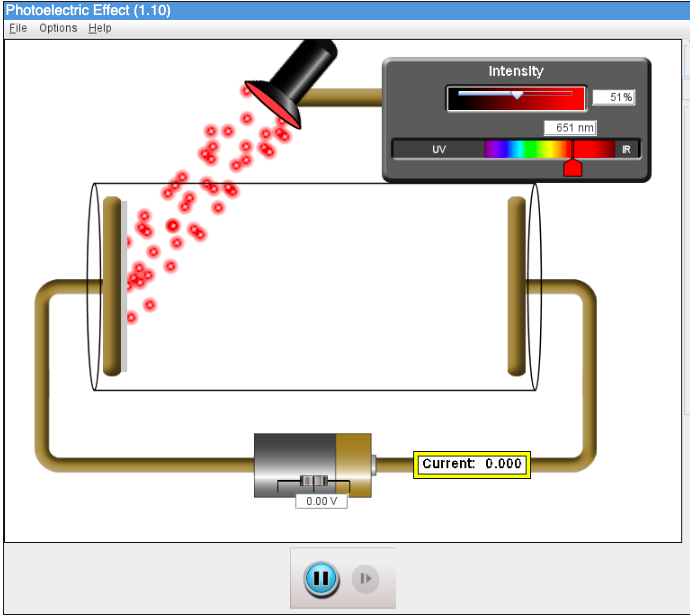 Photoelectric Effect (1.10)
File Options Help
Intensity
51%
651 nm
UV
IR
Current: 0.000
0.00 V